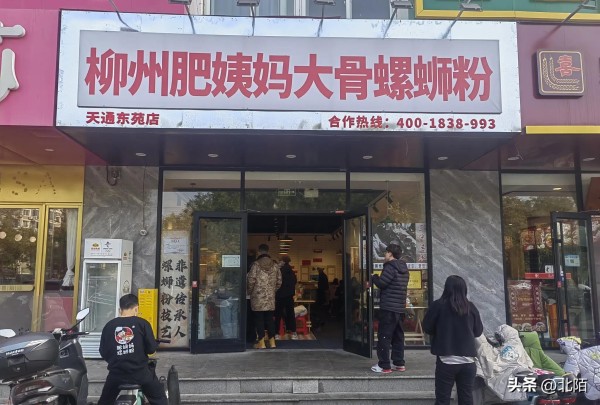 柳州肥姨妈大骨螺蛳粉
天通东苑店
合作热线：400-1838-993
喜
非遗传承人
螺蛳粉技艺
头条 @北陌